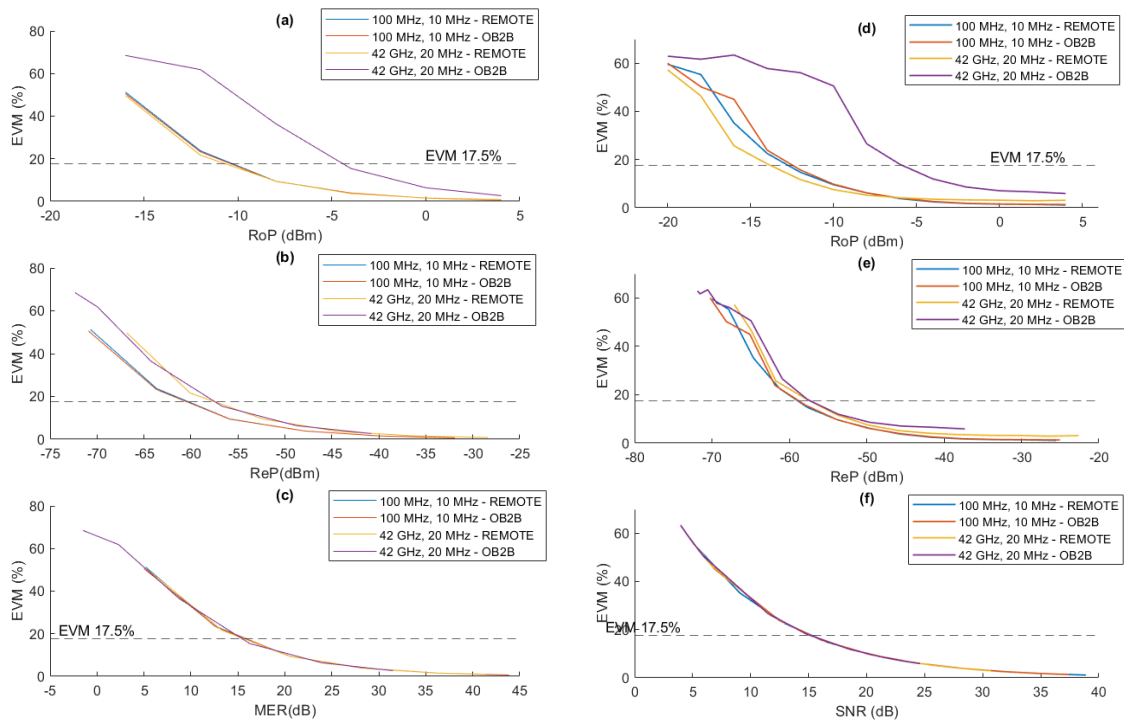 (a)
80
60
40
20
0
EVM (%)
100 MHz, 10 MHz - REMOTE
100 MHz, 10 MHz - OB2B
42 GHz, 20 MHz - REMOTE
42 GHz, 20 MHz - OB2B
EVM 17.5%
-20 -15 -10 -5 0 5
RoP (dBm)
(d)
80
60
40
20
0
EVM (%)
100 MHz, 10 MHz - REMOTE
100 MHz, 10 MHz - OB2B
42 GHz, 20 MHz - REMOTE
42 GHz, 20 MHz - OB2B
EVM 17.5%
-20 -15 -10 -5 0 5
RoP (dBm)
(b)
80
60
40
20
0
EVM (%)
100 MHz, 10 MHz - REMOTE
100 MHz, 10 MHz - OB2B
42 GHz, 20 MHz - REMOTE
42 GHz, 20 MHz - OB2B
-75 -70 -65 -60 -55 -50 -45 -40 -35 -30 -25
ReP(dBm)
(e)
80
60
40
20
0
EVM (%)
100 MHz, 10 MHz - REMOTE
100 MHz, 10 MHz - OB2B
42 GHz, 20 MHz - REMOTE
42 GHz, 20 MHz - OB2B
-80 -70 -60 -50 -40 -30 -20
ReP (dBm)
(c)
80
60
40
20
0
EVM (%)
100 MHz, 10 MHz - REMOTE
100 MHz, 10 MHz - OB2B
42 GHz, 20 MHz - REMOTE
42 GHz, 20 MHz - OB2B
EVM 17.5%
-5 0 5 10 15 20 25 30 35 40 45
MER(dB)
(f)
80
60
40
20
0
EVM (%)
100 MHz, 10 MHz - REMOTE
100 MHz, 10 MHz - OB2B
42 GHz, 20 MHz - REMOTE
42 GHz, 20 MHz - OB2B
EVM 17.5%
0 5 10 15 20 25 30 35 40
SNR (dB)